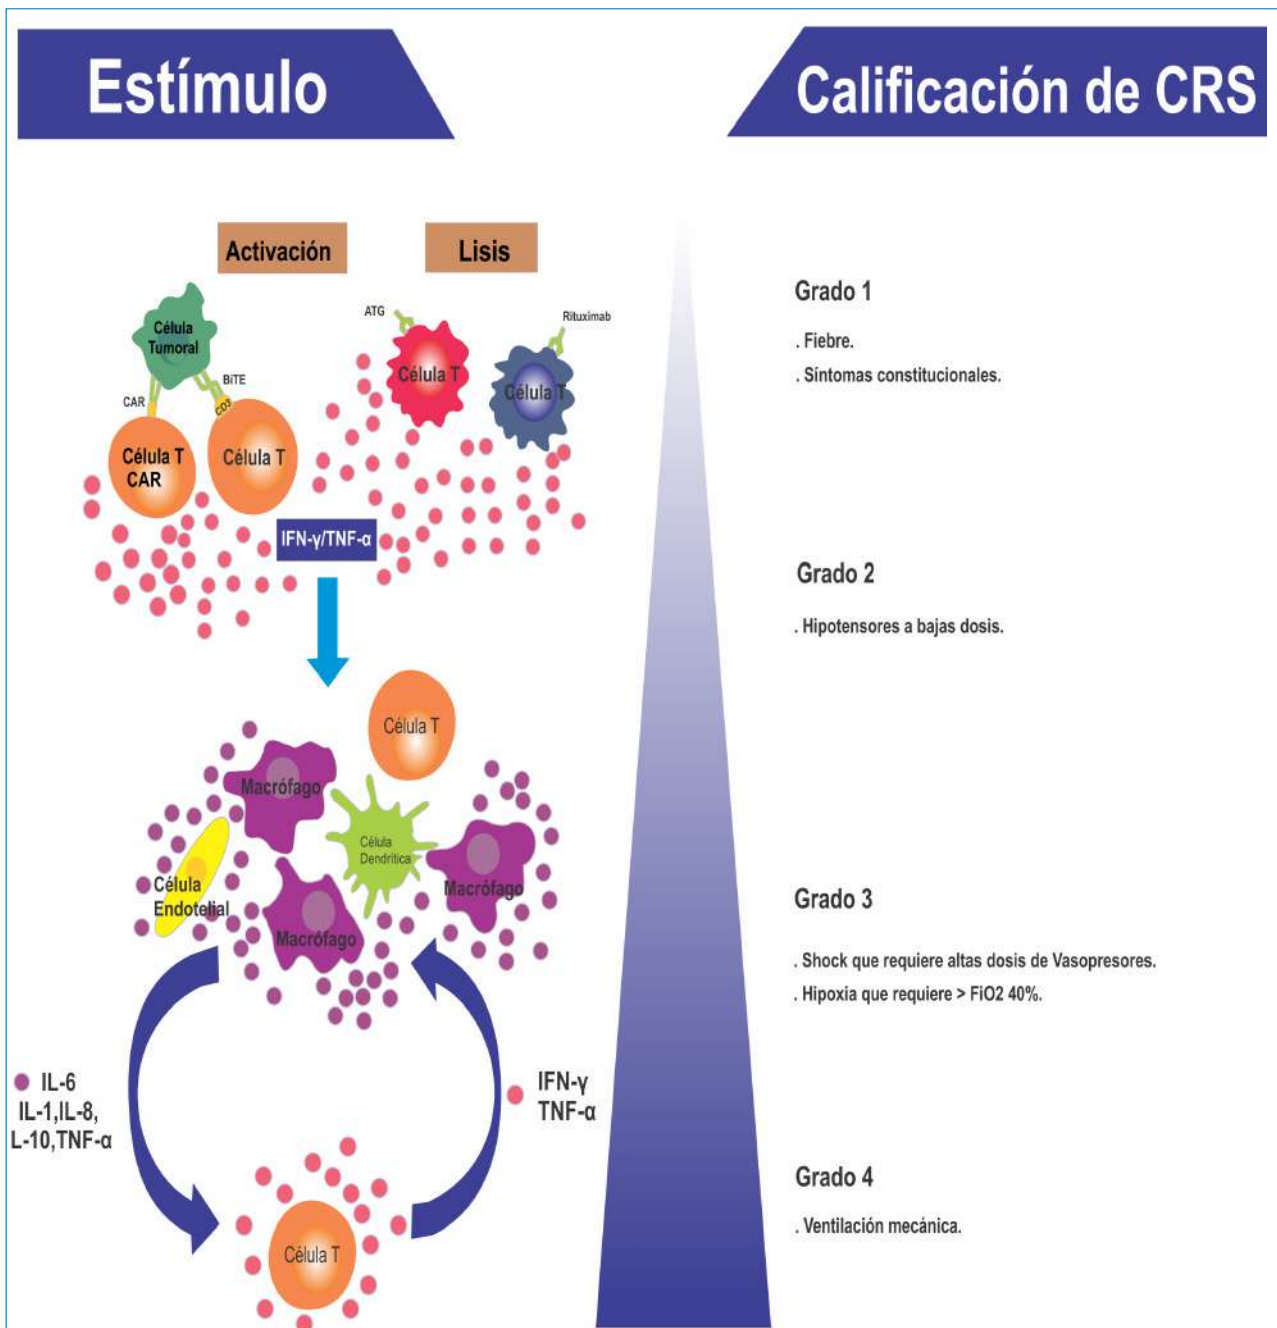 Estímulo
Calificación de CRS
Activación
Lisis
ATG
Rituximab
Célula
Tumoral
BiTE
CAR
CD3
Célula T
Célula T
Célula T
CAR
Célula T
IFN-γ/TNF-α
Célula T
Macrófago
Célula
Dendrítica
Macrófago
Célula
Endotelial
Macrófago
IL-6
IL-1,IL-8,
L-10,TNF-α
IFN-γ
TNF-α
Célula T
Grado 1
. Fiebre.
. Síntomas constitucionales.
Grado 2
. Hipotensores a bajas dosis.
Grado 3
. Shock que requiere altas dosis de Vasopresores.
. Hipoxia que requiere > FiO2 40%.
Grado 4
. Ventilación mecánica.